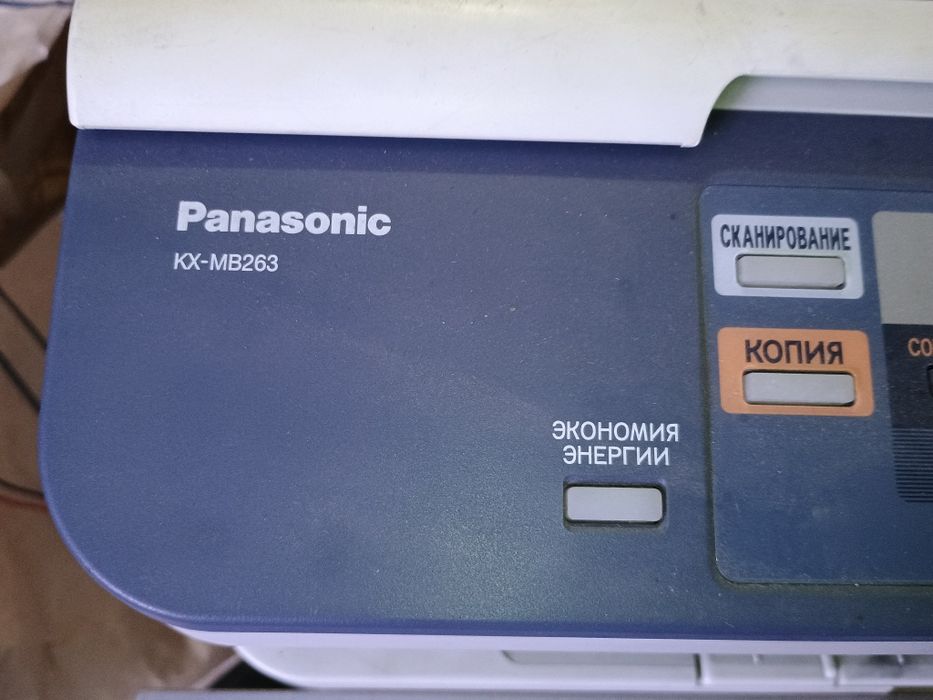 Panasonic
KX-MB263
СКАНИРОВАНИЕ
КОПИЯ
ЭКОНОМИЯ
ЭНЕРГИИ